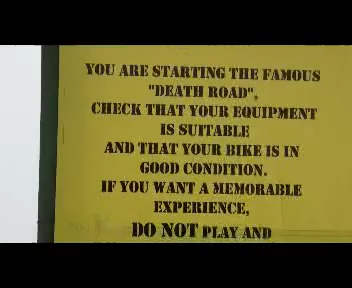 YOU ARE STARTING THE FAMOUS
"DEATH ROAD",
CHECK THAT YOUR EQUIPMENT
IS SUITABLE
AND THAT YOUR BIKE IS IN
GOOD CONDITION.
IF YOU WANT A MEMORABLE
EXPERIENCE,
DO NOT PLAY AND